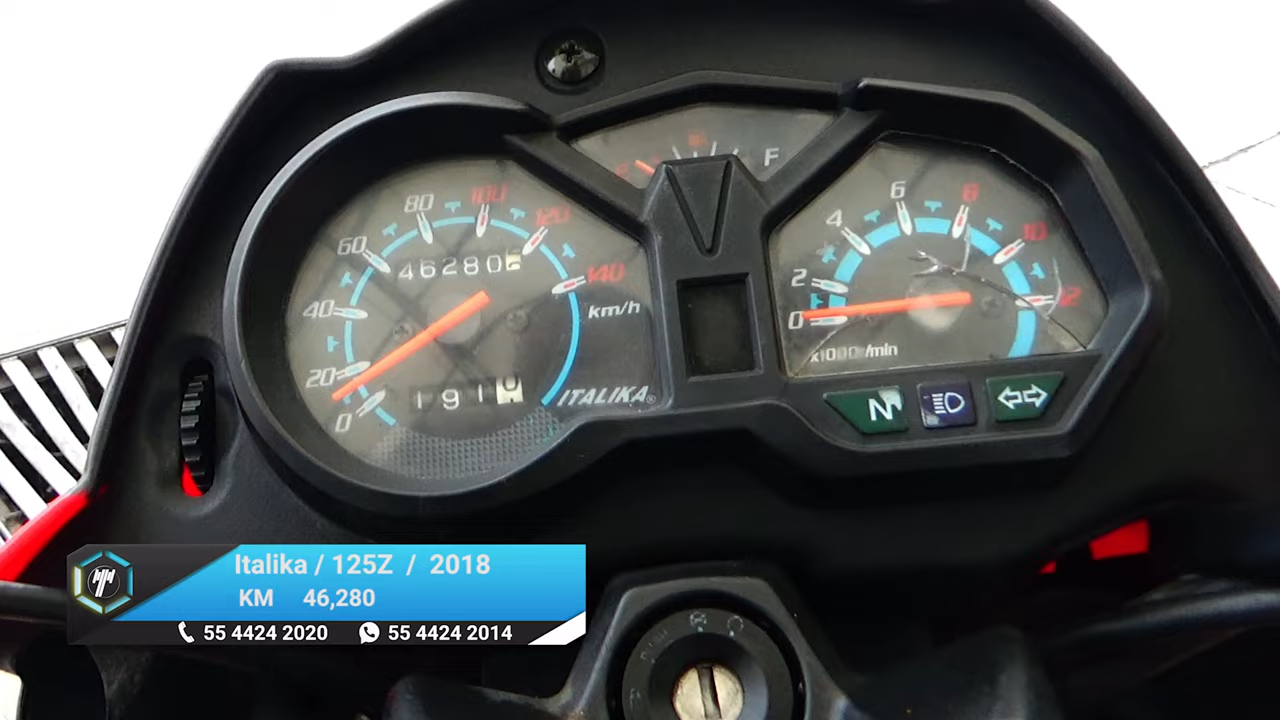 F
80 100 120 140
60 40 20 0
46280
km/h
1910
ITALIKA®
0 2 4 6 8 10 12
x1000r/min
N
Italika / 125Z / 2018
KM 46,280
55 4424 2020 55 4424 2014